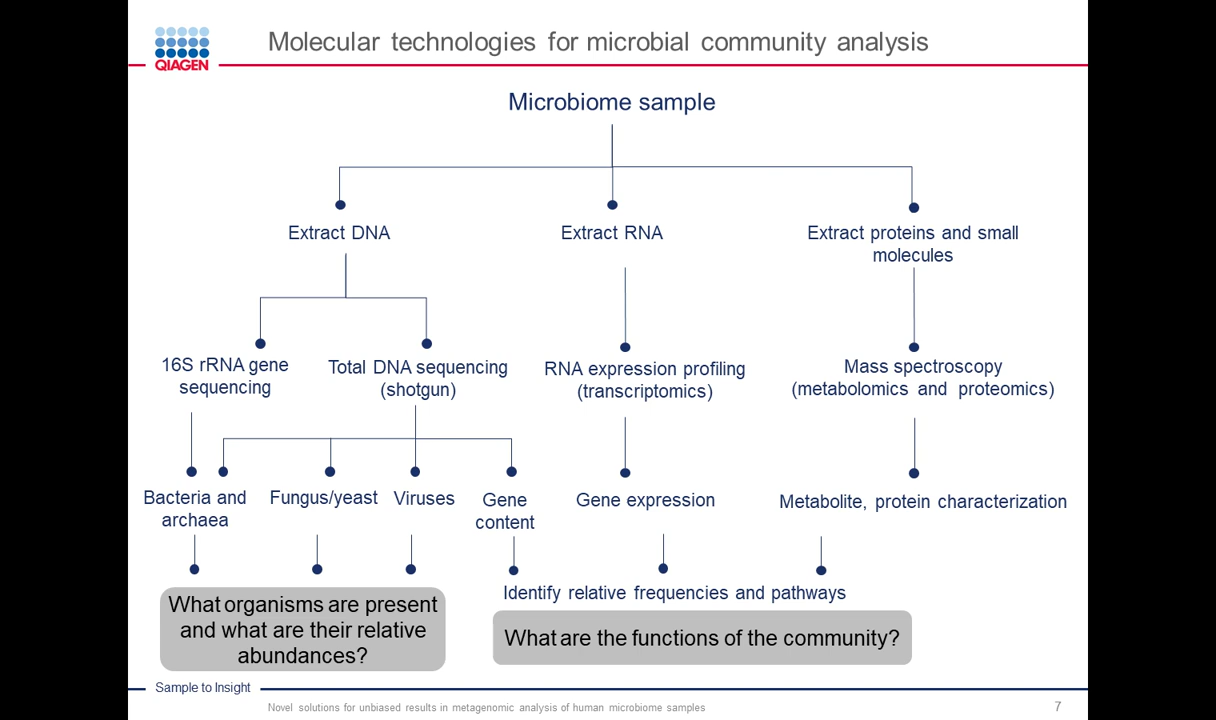 QIAGEN
Molecular technologies for microbial community analysis
Microbiome sample
Extract DNA
Extract RNA
Extract proteins and small
molecules
16S rRNA gene
sequencing
Total DNA sequencing
(shotgun)
RNA expression profiling
(transcriptomics)
Mass spectroscopy
(metabolomics and proteomics)
Bacteria and
archaea
Fungus/yeast
Viruses
Gene
content
Gene expression
Metabolite, protein characterization
Identify relative frequencies and pathways
What organisms are present
and what are their relative
abundances?
What are the functions of the community?
Sample to Insight
Novel solutions for unbiased results in metagenomic analysis of human microbiome samples
7